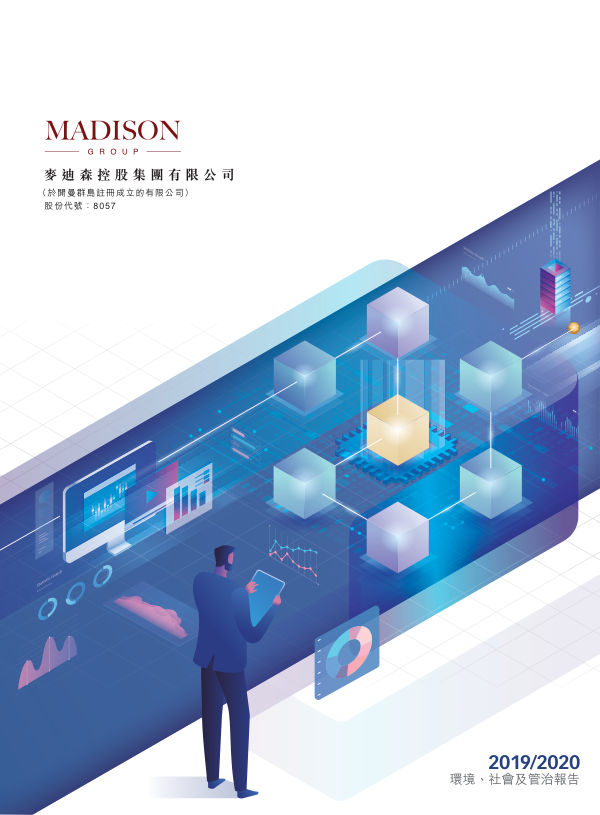 MADISON
GROUP
麥迪森控股集團有限公司
(於開曼群島註冊成立的有限公司)
股份代號：8057
2019/2020
環境、社會及管治報告